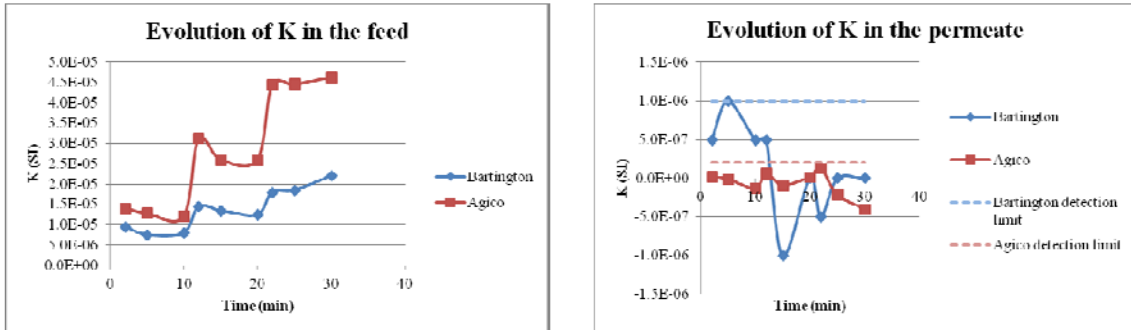 Evolution of K in the feed
5.0E-05
4.5E-05
4.0E-05
3.5E-05
3.0E-05
2.5E-05
2.0E-05
1.5E-05
1.0E-05
5.0E-06
0.0E+00
K (SI)
0
10
20
30
40
Time (min)
Bartington
Agico
Evolution of K in the permeate
1.5E-06
1.0E-06
5.0E-07
0.0E+00
-5.0E-07
-1.0E-06
-1.5E-06
K (SI)
0
10
20
30
40
Time (min)
Bartington
Agico
Bartington detection
limit
Agico detection limit